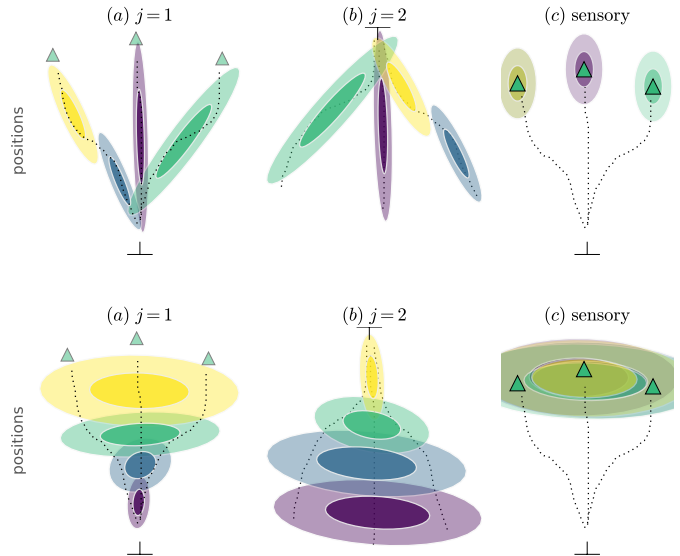 (a) j = 1
(b) j = 2
(c) sensory
positions
(a) j = 1
(b) j = 2
(c) sensory
positions